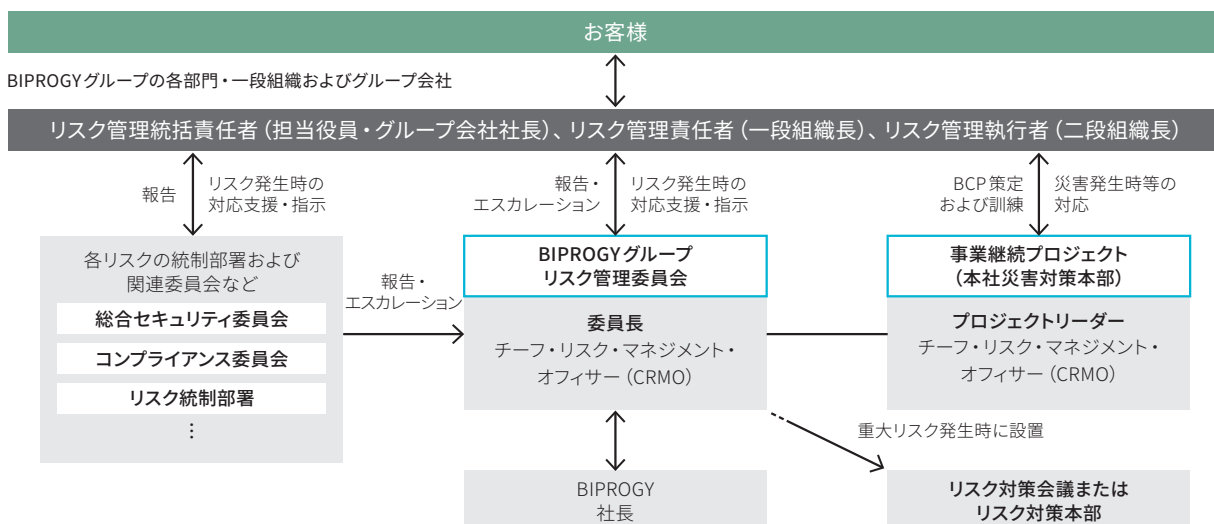 お客様
BIPROGYグループの各部門・一段組織およびグループ会社
リスク管理統括責任者（担当役員・グループ会社社長）、リスク管理責任者（一段組織長）、リスク管理執行者（二段組織長）
報告
リスク発生時の
対応支援・指示
報告・
エスカレーション
リスク発生時の
対応支援・指示
BCP策定
および訓練
災害発生時等の
対応
各リスクの統制部署および
関連委員会など
総合セキュリティ委員会
コンプライアンス委員会
リスク統制部署
⋮
報告・
エスカレーション
BIPROGYグループ
リスク管理委員会
委員長
チーフ・リスク・マネジメント・
オフィサー（CRMO）
事業継続プロジェクト
（本社災害対策本部）
プロジェクトリーダー
チーフ・リスク・マネジメント・
オフィサー（CRMO）
重大リスク発生時に設置
BIPROGY
社長
リスク対策会議または
リスク対策本部